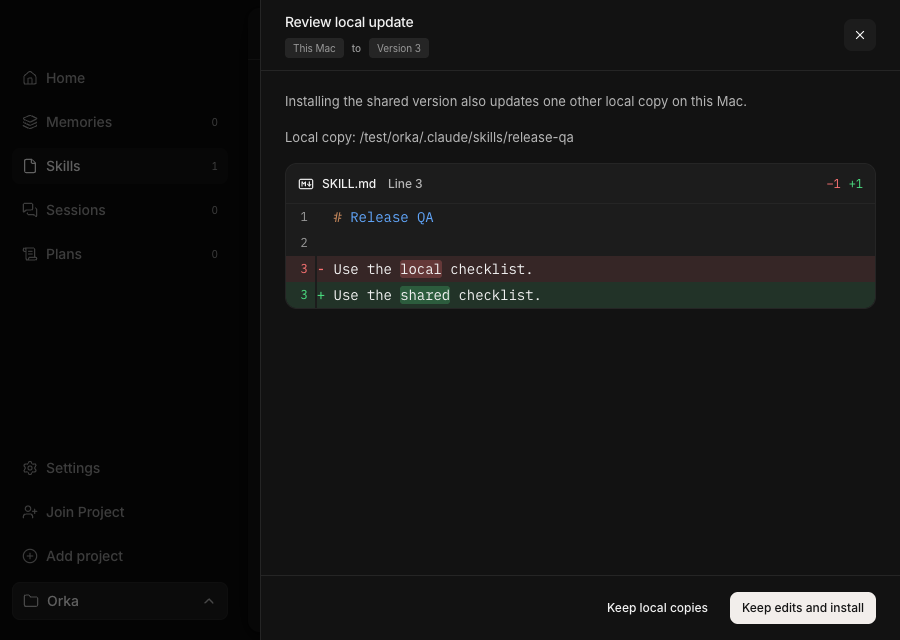 Review local update
This Mac to Version 3
Home
Memories 0
Skills 1
Sessions 0
Plans 0
Settings
Join Project
Add project
Orka
Installing the shared version also updates one other local copy on this Mac.
Local copy: /test/orka/.claude/skills/release-qa
SKILL.md Line 3 −1 +1
1 # Release QA
2
3 - Use the local checklist.
3 + Use the shared checklist.
Keep local copies Keep edits and install